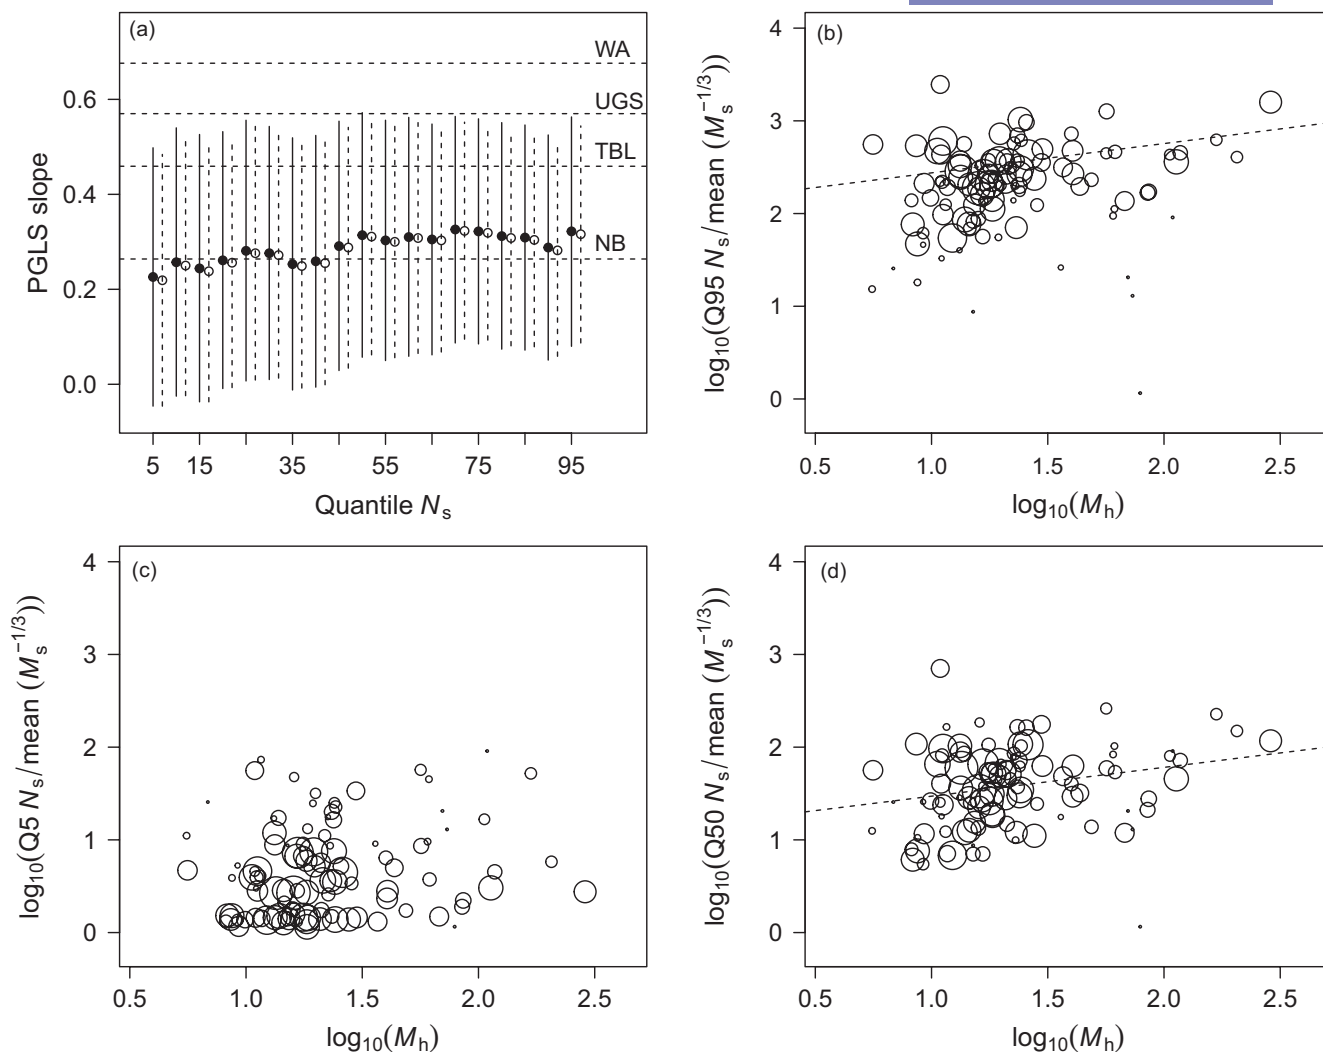 (a)
WA
UGS
TBL
NB
0.6
0.4
0.2
0.0
PGLS slope
5 15 35 55 75 95
Quantile Nₛ
(b)
4
3
2
1
0
log₁₀(Q95 Nₛ/mean (Mₛ⁻¹/³))
0.5 1.0 1.5 2.0 2.5
log₁₀(Mₕ)
(c)
4
3
2
1
0
log₁₀(Q5 Nₛ/mean (Mₛ⁻¹/³))
0.5 1.0 1.5 2.0 2.5
log₁₀(Mₕ)
(d)
4
3
2
1
0
log₁₀(Q50 Nₛ/mean (Mₛ⁻¹/³))
0.5 1.0 1.5 2.0 2.5
log₁₀(Mₕ)